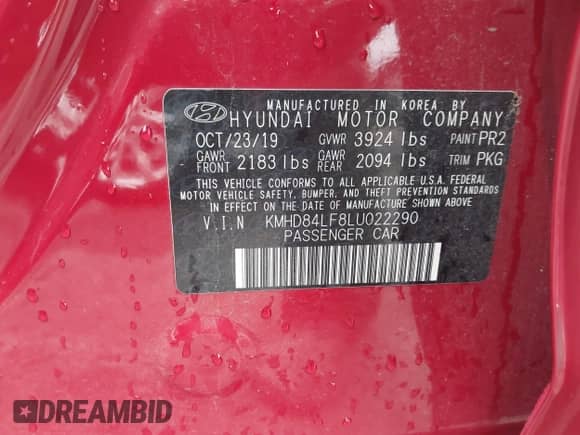 MANUFACTURED IN KOREA BY
HYUNDAI MOTOR COMPANY
OCT/23/19 GVWR 3924 lbs PAINT PR2
GAWR FRONT 2183 lbs GAWR REAR 2094 lbs TRIM PKG
THIS VEHICLE CONFORMS TO ALL APPLICABLE U.S.A. FEDERAL
MOTOR VEHICLE SAFETY, BUMPER, AND THEFT PREVENTION STANDARDS
IN EFFECT ON THE DATE OF MANUFACTURE SHOWN ABOVE.
V.I.N KMHD84LF8LU022290
PASSENGER CAR
DREAMBID